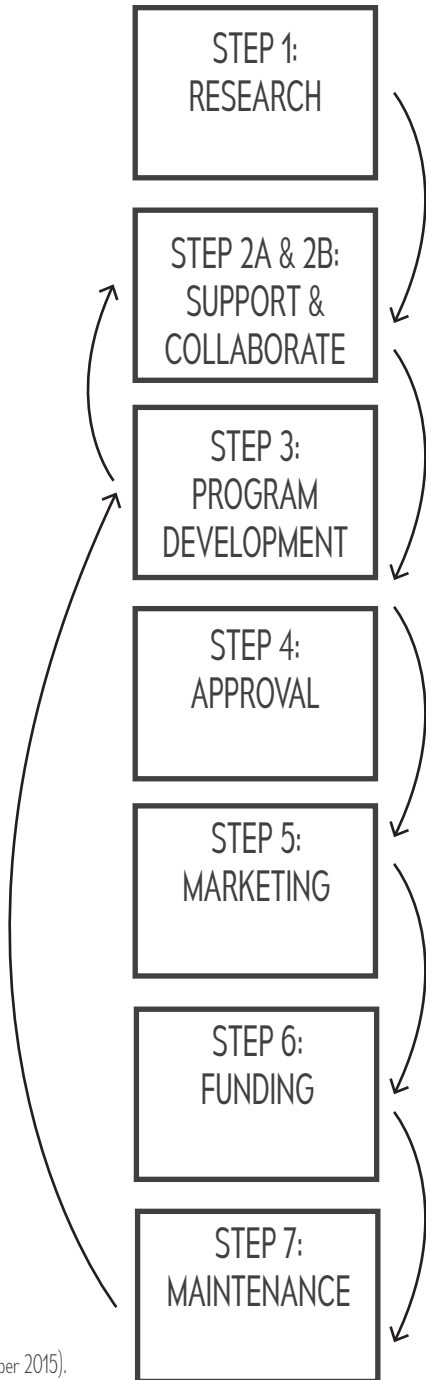 STEP 1:
RESEARCH
STEP 2A & 2B:
SUPPORT &
COLLABORATE
STEP 3:
PROGRAM
DEVELOPMENT
STEP 4:
APPROVAL
STEP 5:
MARKETING
STEP 6:
FUNDING
STEP 7:
MAINTENANCE
2015).